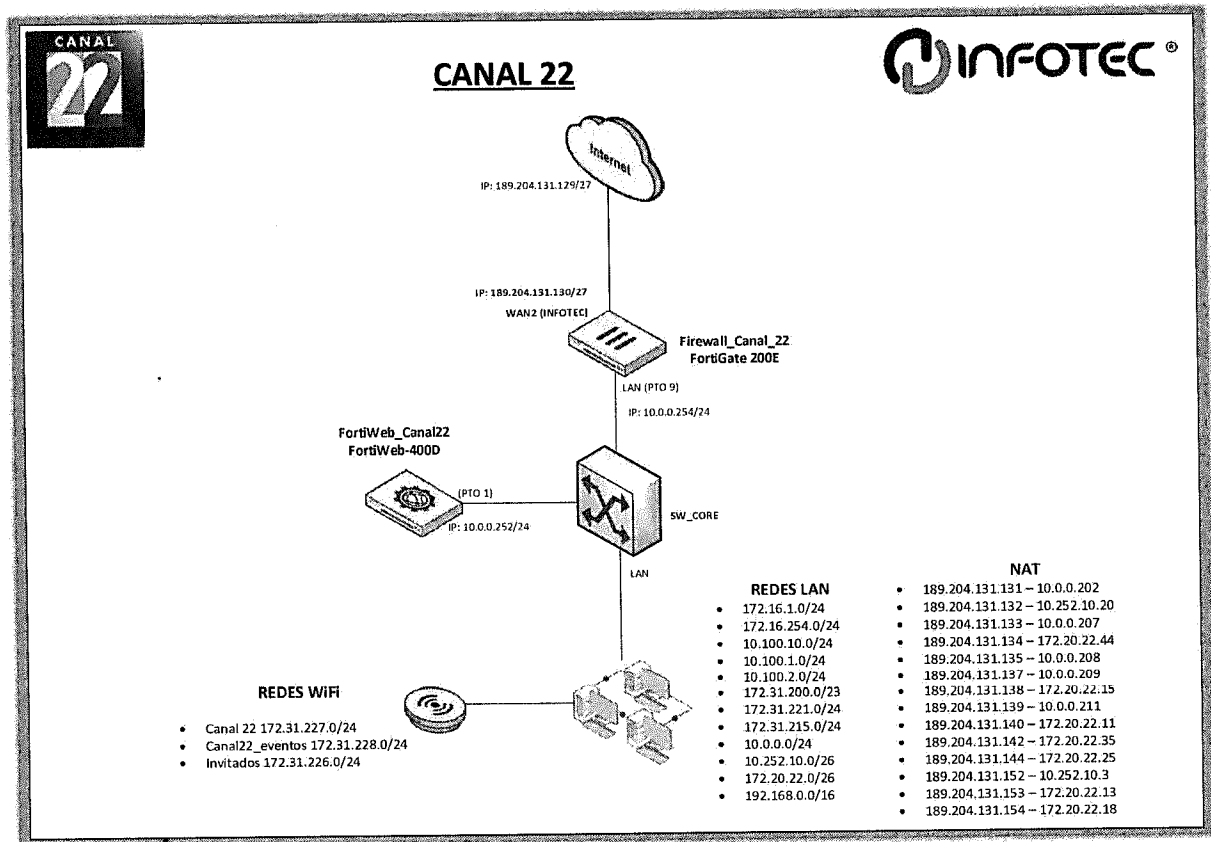 CANAL
22
CANAL 22
INFOTEC ®
Internet
IP: 189.204.131.129/27
IP: 189.204.131.130/27
WAN2 (INFOTEC)
Firewall_Canal_22
FortiGate 200E
LAN (PTO 9)
IP: 10.0.0.254/24
FortiWeb_Canal22
FortiWeb-400D
(PTO 1)
IP: 10.0.0.252/24
SW_CORE
LAN
REDES WiFi
• Canal 22 172.31.227.0/24
• Canal22_eventos 172.31.228.0/24
• Invitados 172.31.226.0/24
REDES LAN
• 172.16.1.0/24
• 172.16.254.0/24
• 10.100.10.0/24
• 10.100.1.0/24
• 10.100.2.0/24
• 172.31.200.0/23
• 172.31.221.0/24
• 172.31.215.0/24
• 10.0.0.0/24
• 10.252.10.0/26
• 172.20.22.0/26
• 192.168.0.0/16
NAT
• 189.204.131.131 – 10.0.0.202
• 189.204.131.132 – 10.252.10.20
• 189.204.131.133 – 10.0.0.207
• 189.204.131.134 – 172.20.22.44
• 189.204.131.135 – 10.0.0.208
• 189.204.131.137 – 10.0.0.209
• 189.204.131.138 – 172.20.22.15
• 189.204.131.139 – 10.0.0.211
• 189.204.131.140 – 172.20.22.11
• 189.204.131.142 – 172.20.22.35
• 189.204.131.144 – 172.20.22.25
• 189.204.131.152 – 10.252.10.3
• 189.204.131.153 – 172.20.22.13
• 189.204.131.154 – 172.20.22.18